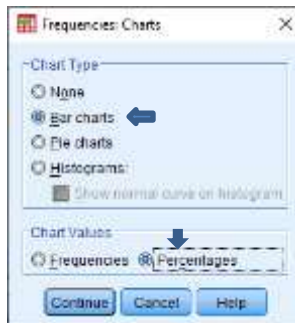 Frequencies: Charts
Chart Type
None
Bar charts
Pie charts
Histograms:
Show normal curve on histogram
Chart Values
Frequencies Percentages
Continue Cancel Help